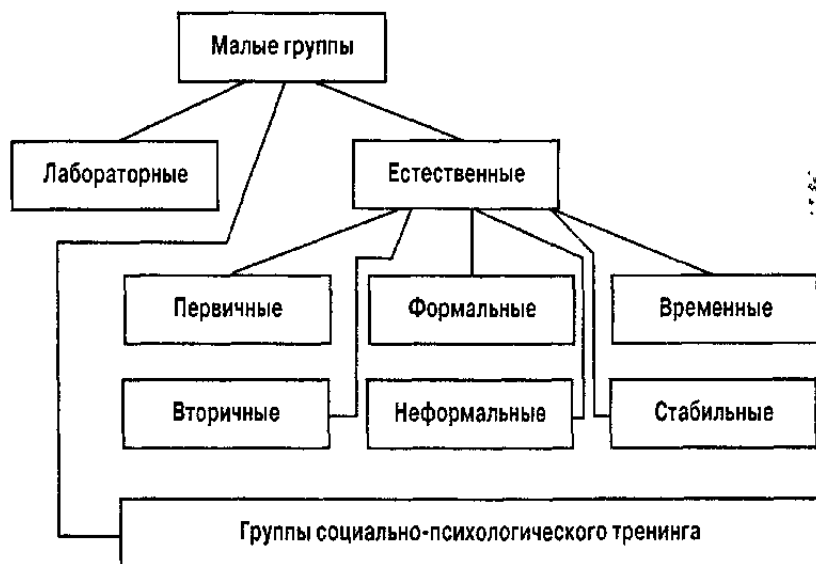 Малые группы
Лабораторные
Естественные
Первичные
Формальные
Временные
Вторичные
Неформальные
Стабильные
Группы социально-психологического тренинга